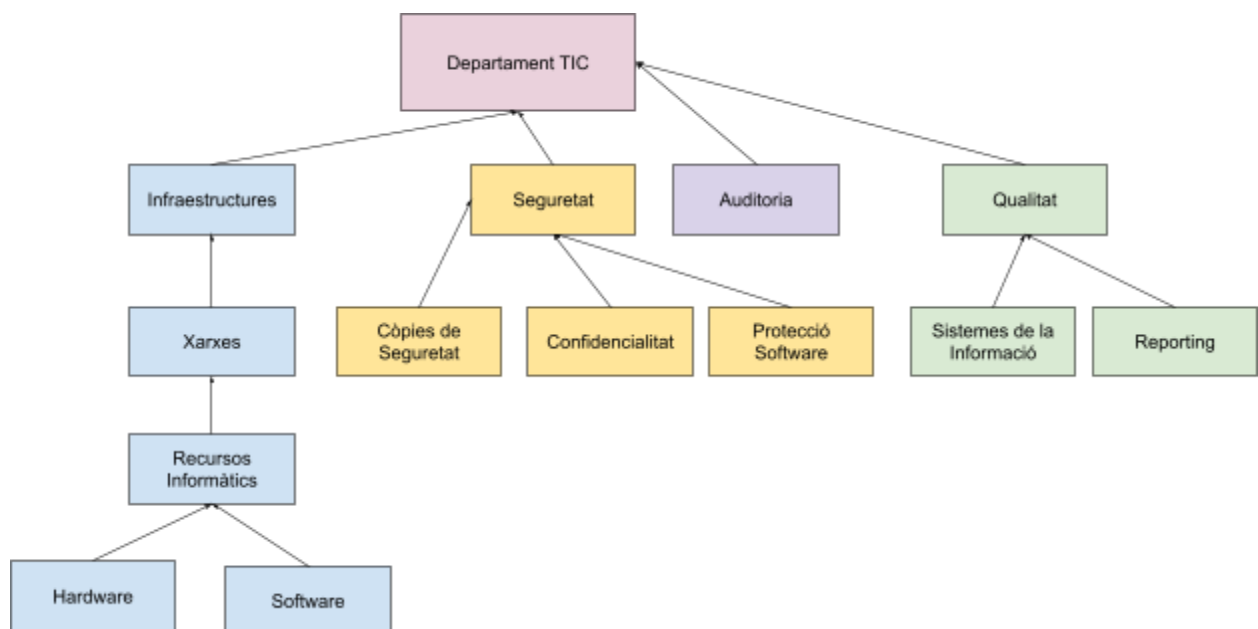 Departament TIC
Infraestructures
Seguretat
Auditoria
Qualitat
Xarxes
Còpies de
Seguretat
Confidencialitat
Protecció
Software
Sistemes de la
Informació
Reporting
Recursos
Informàtics
Hardware
Software